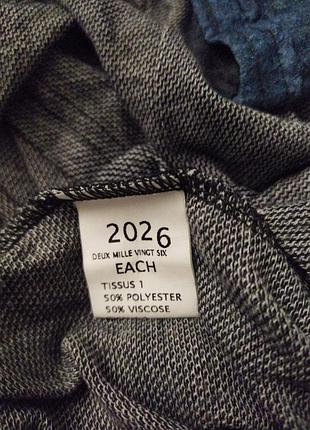 2026
DEUX MILLE VINGT SIX
EACH
TISSUS 1
50% POLYESTER
50% VISCOSE